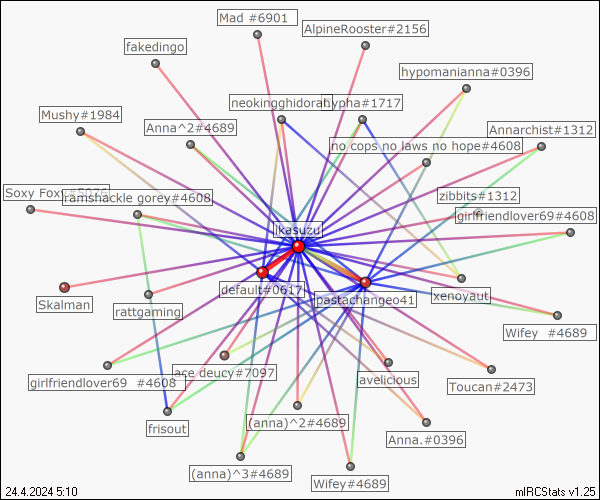 Mad #6901
AlpineRooster#2156
fakedingo
hypomanianna#0396
neokingghidorah
hypha#1717
Mushy#1984
Anna^2#4689
Annarchist#1312
no cops no laws no hope#4608
Soxy Foxy#5076
ramshackle gorey#4608
zibbits#1312
girlfriendlover69#4608
likasuzu
default#0617
pastachangeo41
xenoyaut
Skalman
rattgaming
Wifey #4689
girlfriendlover69 #4608
ace deucy#7097
avelicious
Toucan#2473
frisout
(anna)^2#4689
Anna.#0396
(anna)^3#4689
Wifey#4689
24.4.2024 5:10
mIRCStats v1.25